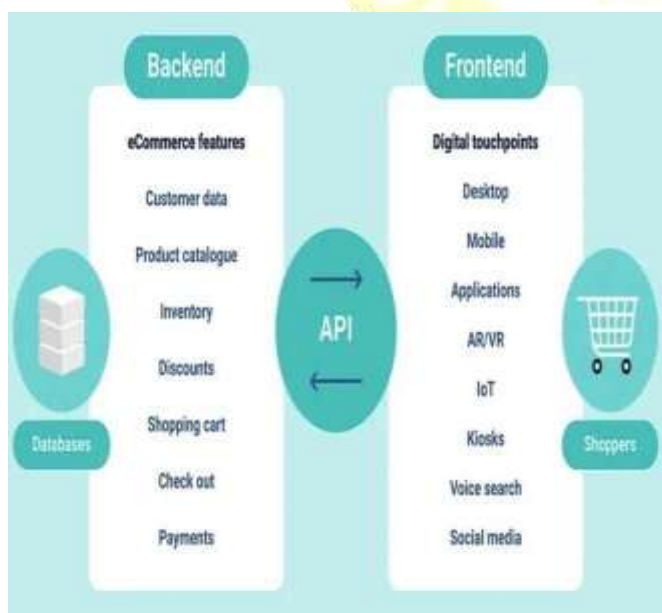 Backend
eCommerce features
Customer data
Product catalogue
Inventory
Discounts
Shopping cart
Check out
Payments
Databases
API
Frontend
Digital touchpoints
Desktop
Mobile
Applications
AR/VR
IoT
Kiosks
Voice search
Social media
Shoppers